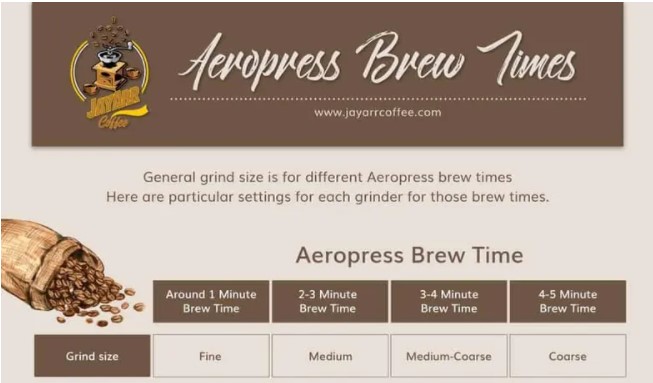 JAYARR
Coffee
Aeropress Brew Times
www.jayarrcoffee.com
General grind size is for different Aeropress brew times
Here are particular settings for each grinder for those brew times.
Aeropress Brew Time
Around 1 Minute
Brew Time
2-3 Minute
Brew Time
3-4 Minute
Brew Time
4-5 Minute
Brew Time
Grind size
Fine
Medium
Medium-Coarse
Coarse